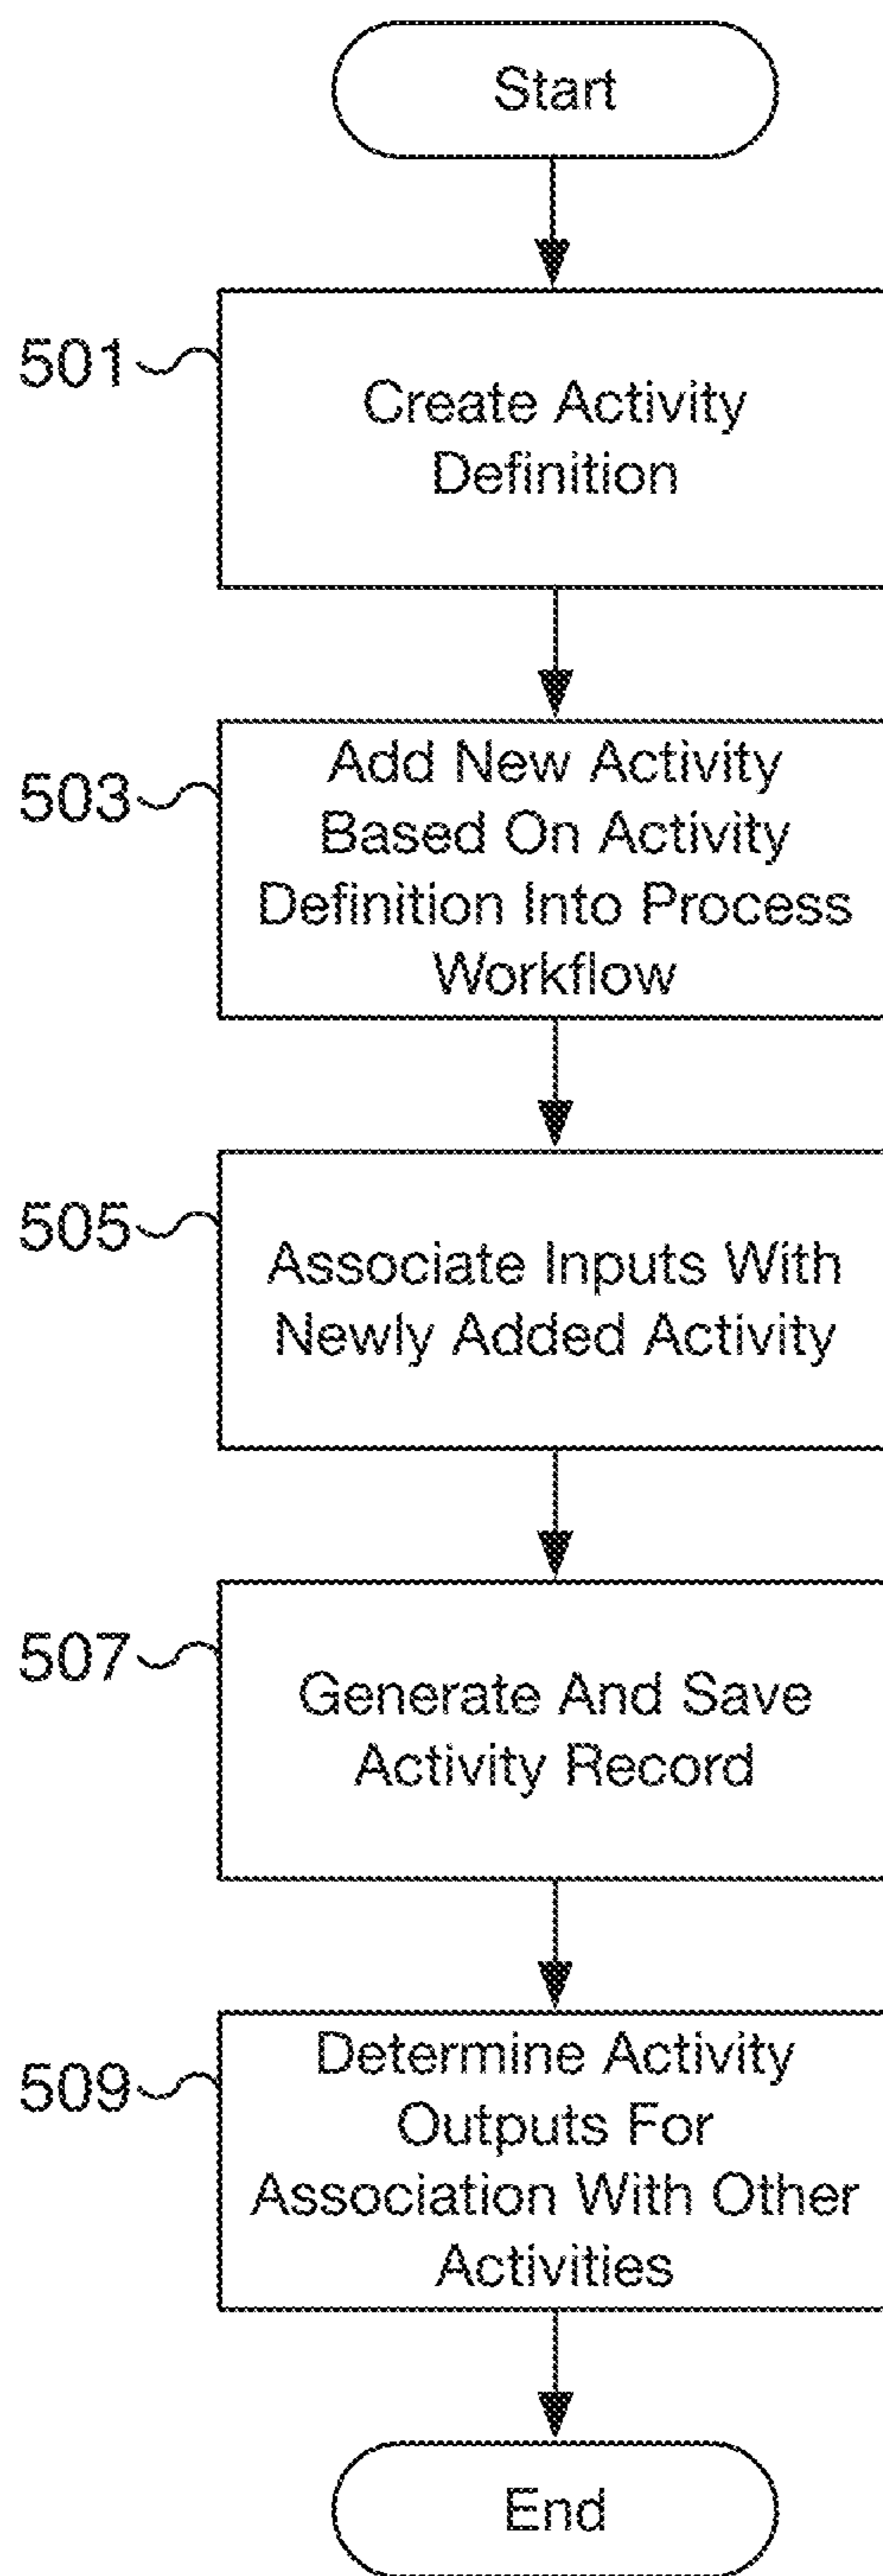 Start
501
Create Activity
Definition
503
Add New Activity
Based On Activity
Definition Into Process
Workflow
505
Associate Inputs With
Newly Added Activity
507
Generate And Save
Activity Record
509
Determine Activity
Outputs For
Association With Other
Activities
End